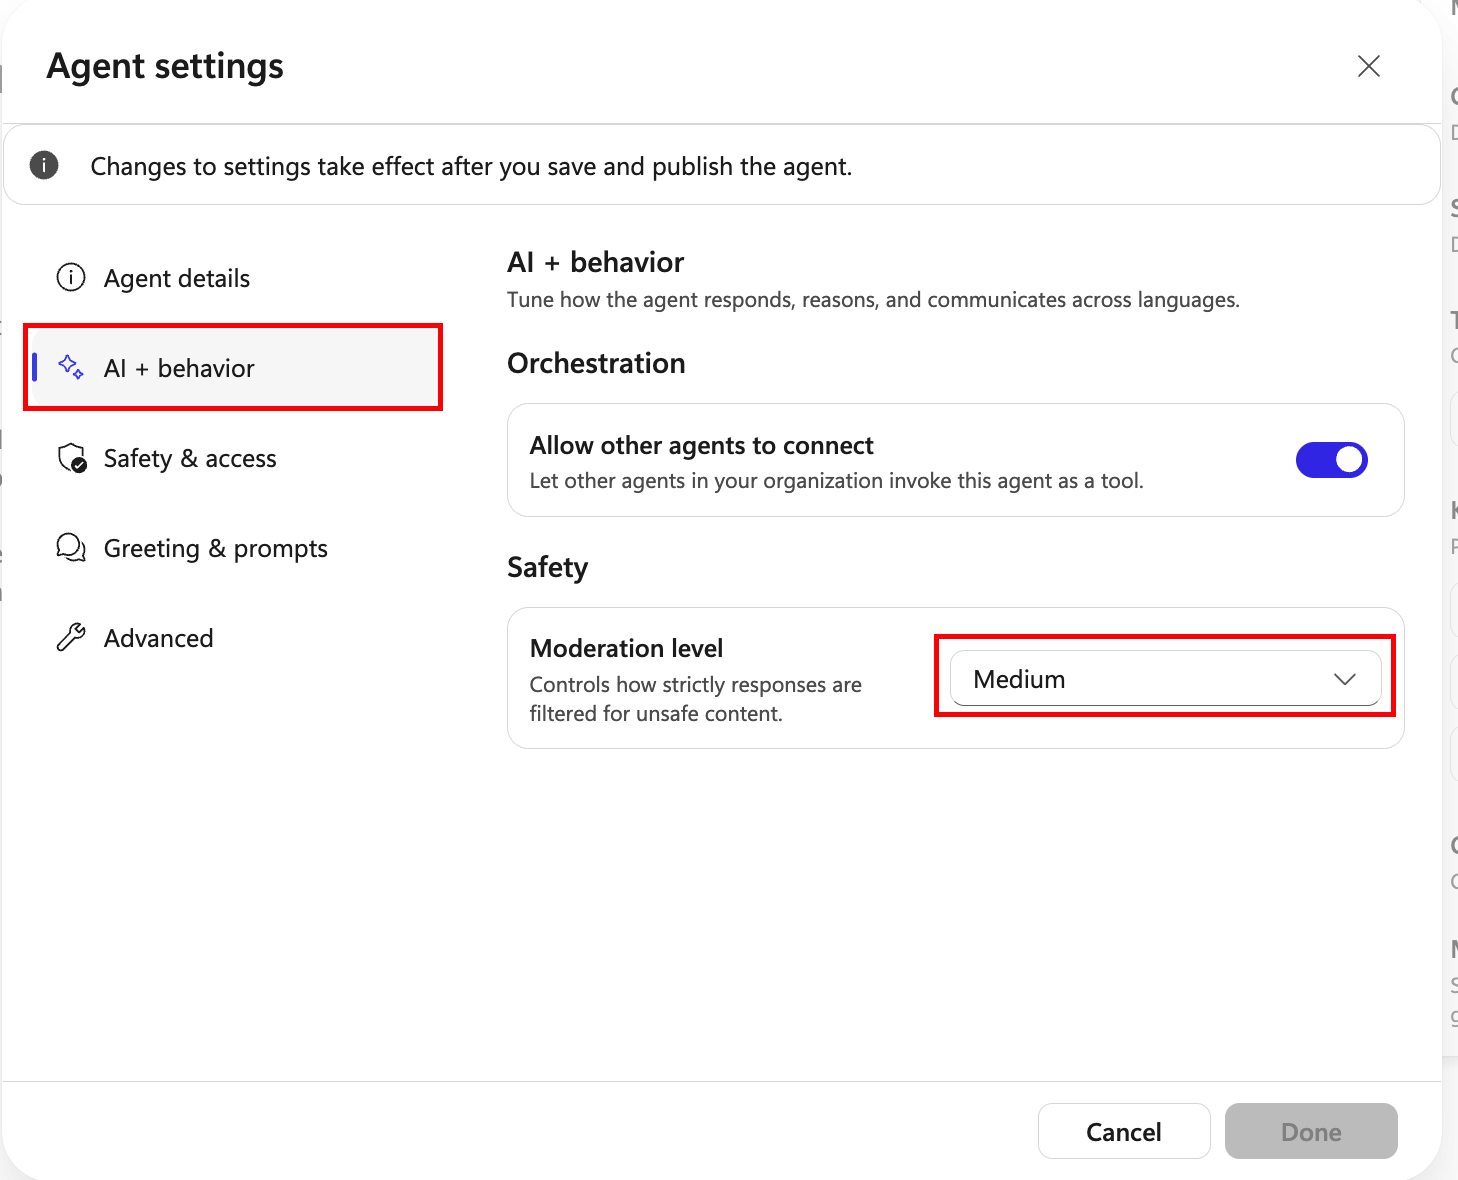 Agent settings
Changes to settings take effect after you save and publish the agent.
Agent details
AI + behavior
Safety & access
Greeting & prompts
Advanced
AI + behavior
Tune how the agent responds, reasons, and communicates across languages.
Orchestration
Allow other agents to connect
Let other agents in your organization invoke this agent as a tool.
Safety
Moderation level
Controls how strictly responses are
filtered for unsafe content.
Medium
Cancel
Done